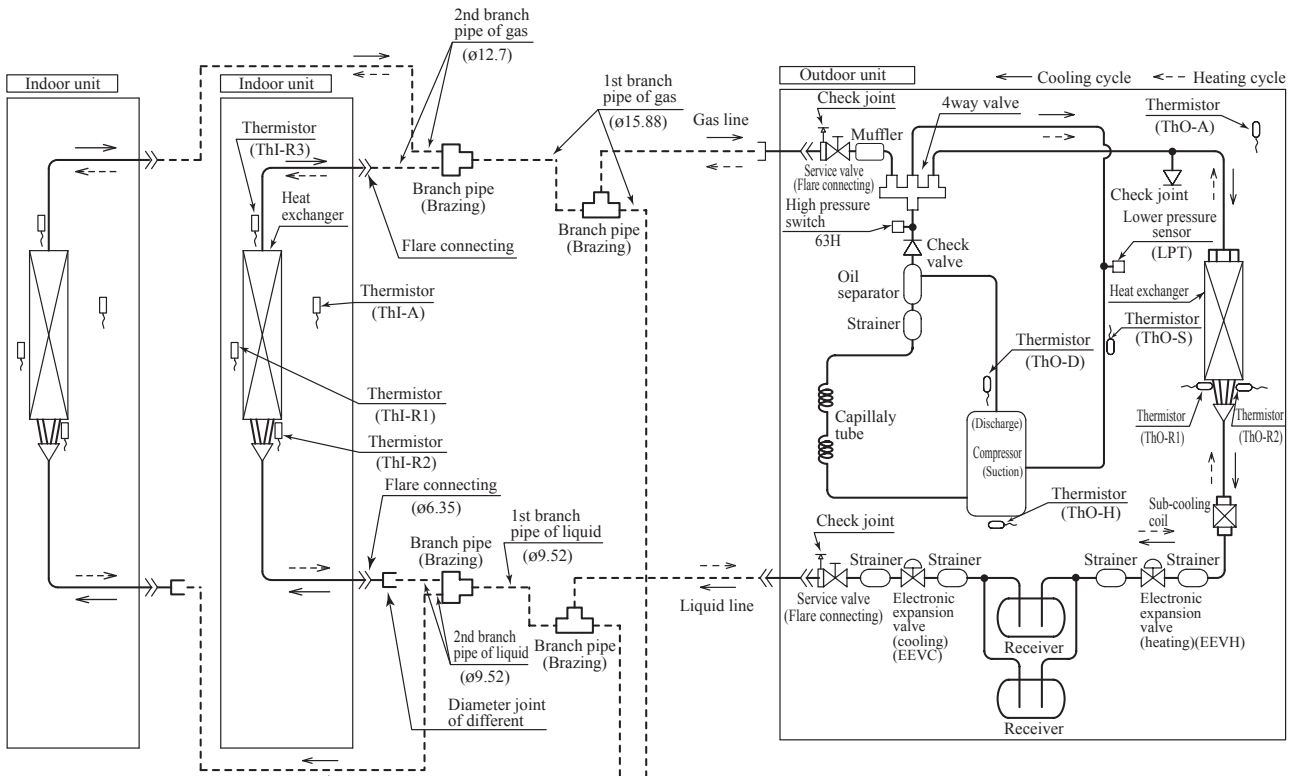 2nd branch
pipe of gas
(ø12.7)
Indoor unit
Indoor unit
1st branch
pipe of gas
(ø15.88)
Outdoor unit
Cooling cycle
Heating cycle
Check joint
4way valve
Thermistor
(ThO-A)
Gas line
Muffler
Thermistor
(ThI-R3)
Service valve
(Flare connecting)
Branch pipe
(Brazing)
Check joint
Heat
exchanger
High pressure
switch
63H
Lower pressure
sensor
(LPT)
Branch pipe
(Brazing)
Flare connecting
Check
valve
Oil
separator
Heat exchanger
Thermistor
(ThI-A)
Strainer
Thermistor
(ThO-S)
Thermistor
(ThO-D)
Thermistor
(ThI-R1)
Capillaly
tube
(Discharge)
Compressor
(Suction)
Thermistor
(ThO-R1)
Thermistor
(ThO-R2)
Thermistor
(ThI-R2)
Flare connecting
(ø6.35)
Thermistor
(ThO-H)
Sub-cooling
coil
1st branch
pipe of liquid
(ø9.52)
Check joint
Branch pipe
(Brazing)
Strainer
Strainer
Strainer
Strainer
Liquid line
Service valve
(Flare connecting)
Electronic
expansion
valve
(cooling)
(EEVC)
Electronic
expansion
valve
(heating)(EEVH)
2nd branch
pipe of liquid
(ø9.52)
Branch pipe
(Brazing)
Receiver
Diameter joint
of different
Receiver